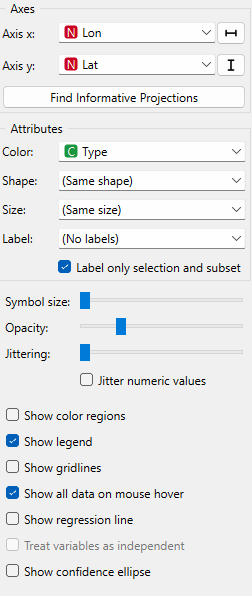 Axes
Axis x: N Lon
Axis y: N Lat
Find Informative Projections
Attributes
Color: C Type
Shape: (Same shape)
Size: (Same size)
Label: (No labels)
Label only selection and subset
Symbol size:
Opacity:
Jittering:
Jitter numeric values
Show color regions
Show legend
Show gridlines
Show all data on mouse hover
Show regression line
Treat variables as independent
Show confidence ellipse